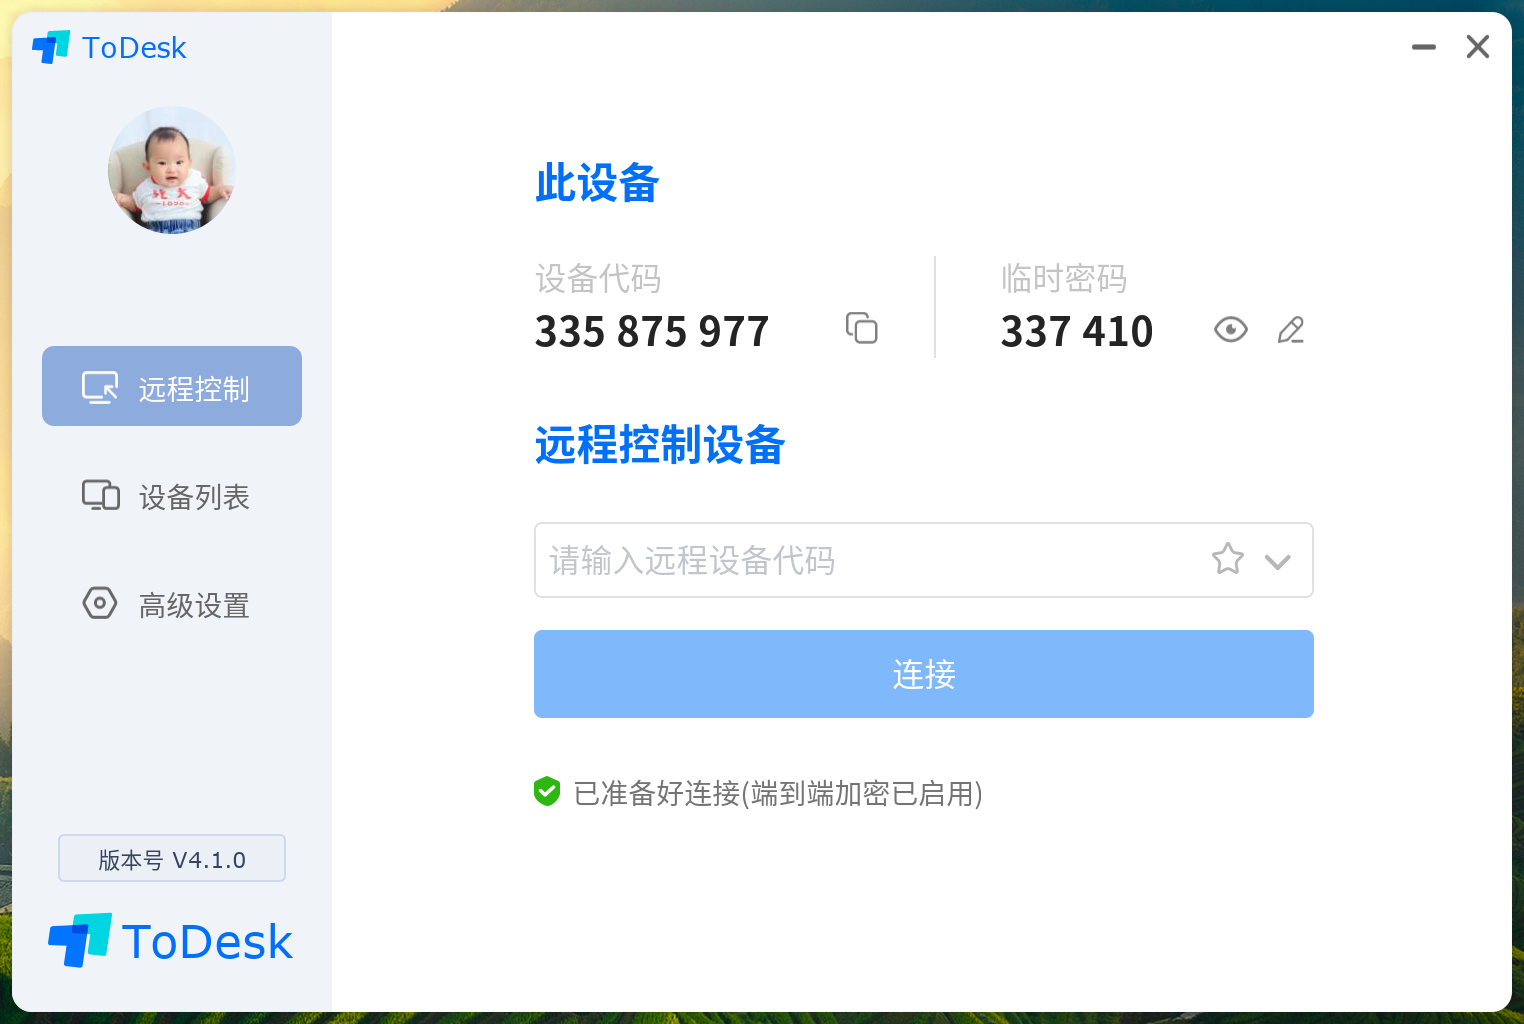 ToDesk
远程控制
设备列表
高级设置
版本号 V4.1.0
ToDesk
此设备
设备代码
335 875 977
临时密码
337 410
远程控制设备
请输入远程设备代码
连接
已准备好连接(端到端加密已启用)